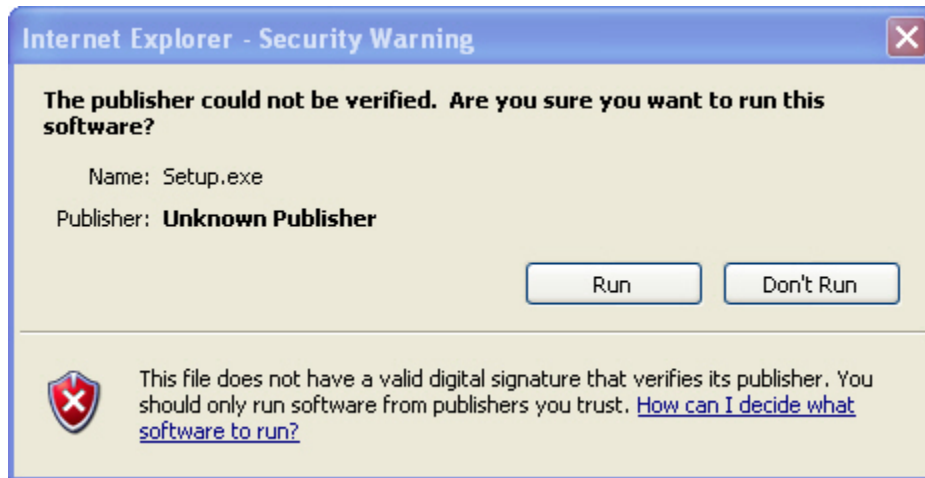 Internet Explorer - Security Warning
The publisher could not be verified.  Are you sure you want to run this
software?
Name: Setup.exe
Publisher: Unknown Publisher
Run Don't Run
This file does not have a valid digital signature that verifies its publisher. You
should only run software from publishers you trust. How can I decide what
software to run?